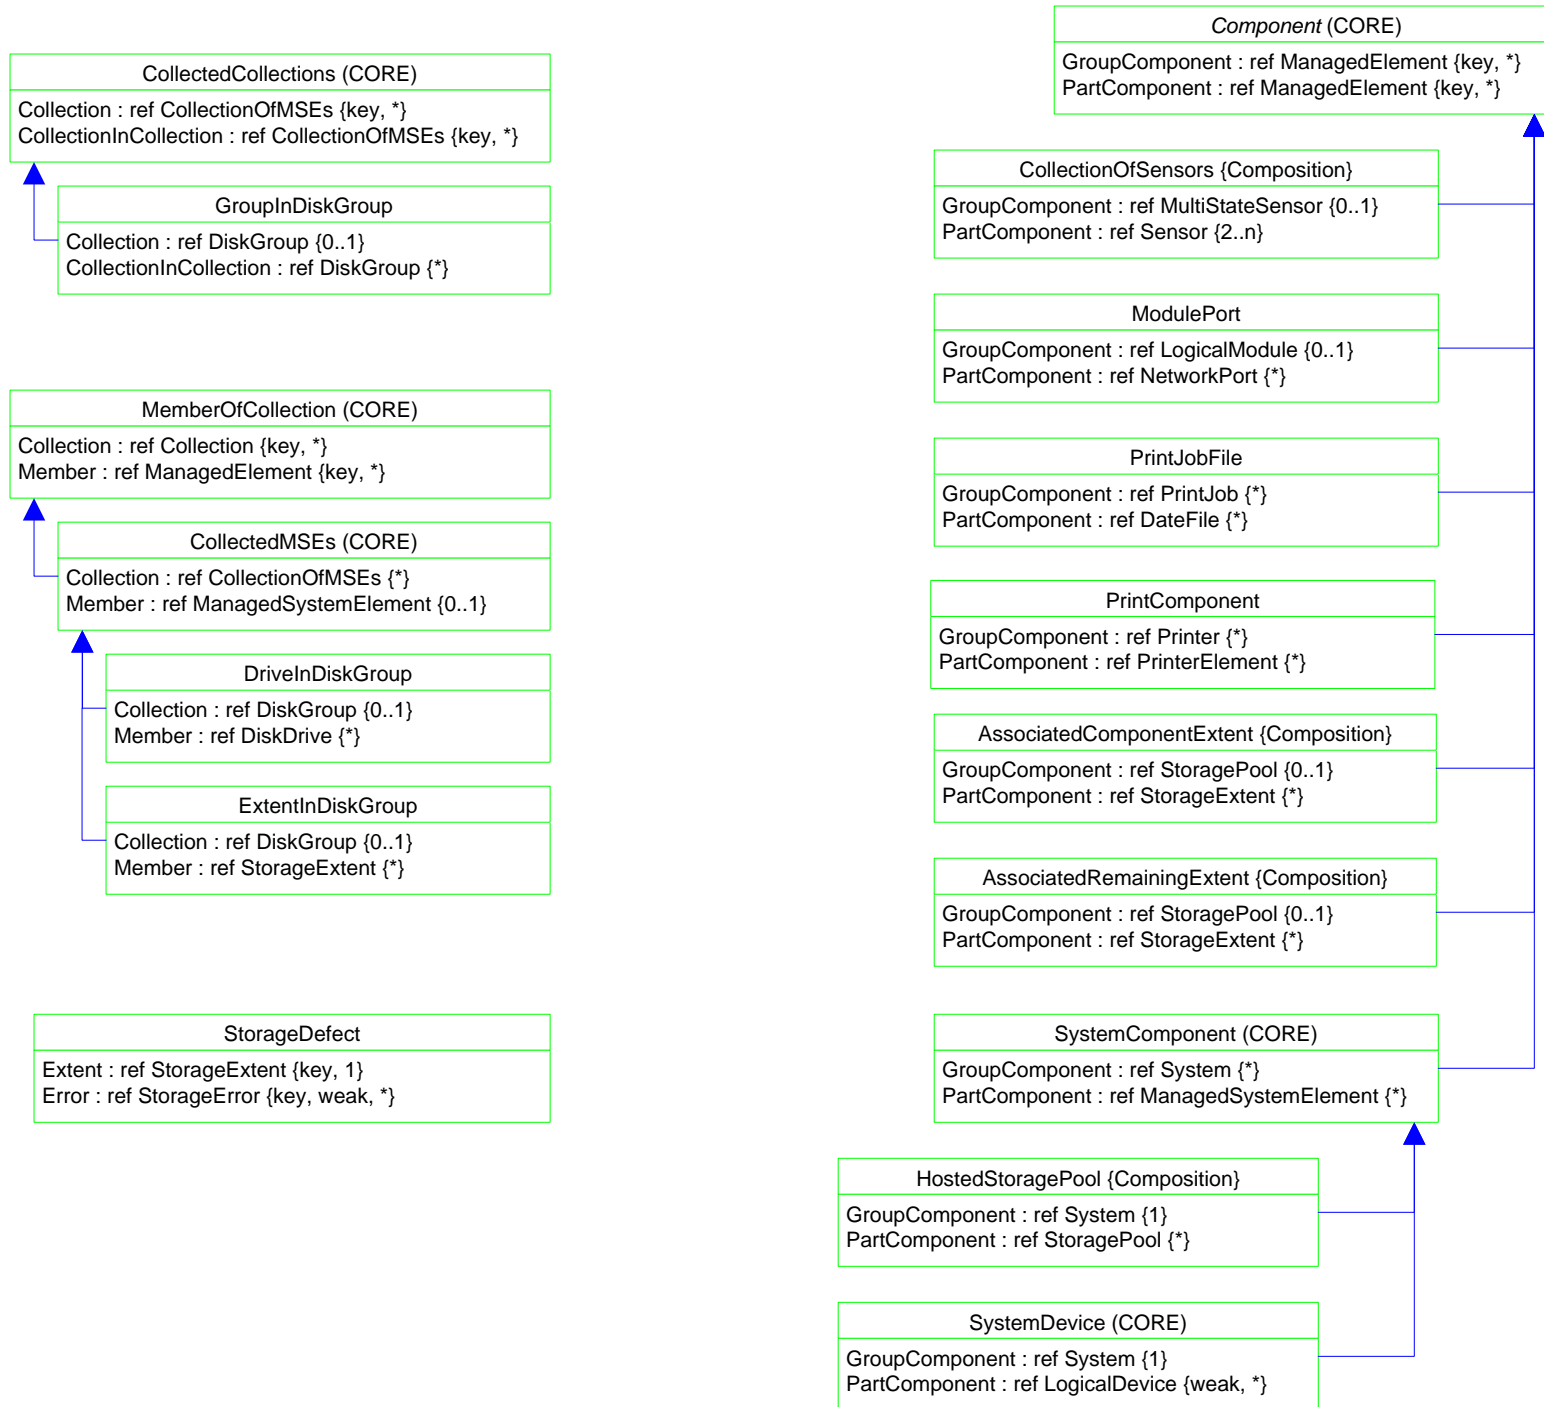 CollectedCollections (CORE)
Collection : ref CollectionOfMSEs {key, *}
CollectionInCollection : ref CollectionOfMSEs {key, *}
GroupInDiskGroup
Collection : ref DiskGroup {0..1}
CollectionInCollection : ref DiskGroup {*}
MemberOfCollection (CORE)
Collection : ref Collection {key, *}
Member : ref ManagedElement {key, *}
CollectedMSEs (CORE)
Collection : ref CollectionOfMSEs {*}
Member : ref ManagedSystemElement {0..1}
DriveInDiskGroup
Collection : ref DiskGroup {0..1}
Member : ref DiskDrive {*}
ExtentInDiskGroup
Collection : ref DiskGroup {0..1}
Member : ref StorageExtent {*}
StorageDefect
Extent : ref StorageExtent {key, 1}
Error : ref StorageError {key, weak, *}
Component (CORE)
GroupComponent : ref ManagedElement {key, *}
PartComponent : ref ManagedElement {key, *}
CollectionOfSensors {Composition}
GroupComponent : ref MultiStateSensor {0..1}
PartComponent : ref Sensor {2..n}
ModulePort
GroupComponent : ref LogicalModule {0..1}
PartComponent : ref NetworkPort {*}
PrintJobFile
GroupComponent : ref PrintJob {*}
PartComponent : ref DateFile {*}
PrintComponent
GroupComponent : ref Printer {*}
PartComponent : ref PrinterElement {*}
AssociatedComponentExtent {Composition}
GroupComponent : ref StoragePool {0..1}
PartComponent : ref StorageExtent {*}
AssociatedRemainingExtent {Composition}
GroupComponent : ref StoragePool {0..1}
PartComponent : ref StorageExtent {*}
SystemComponent (CORE)
GroupComponent : ref System {*}
PartComponent : ref ManagedSystemElement {*}
HostedStoragePool {Composition}
GroupComponent : ref System {1}
PartComponent : ref StoragePool {*}
SystemDevice (CORE)
GroupComponent : ref System {1}
PartComponent : ref LogicalDevice {weak, *}